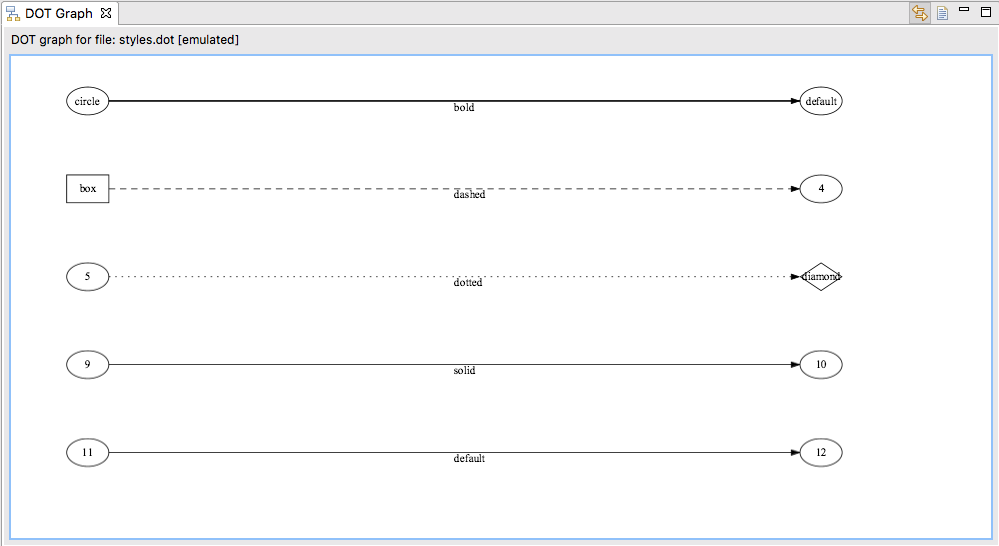 DOT Graph
DOT graph for file: styles.dot [emulated]
circle
bold
default
box
dashed
4
5
dotted
diamond
9
solid
10
11
default
12